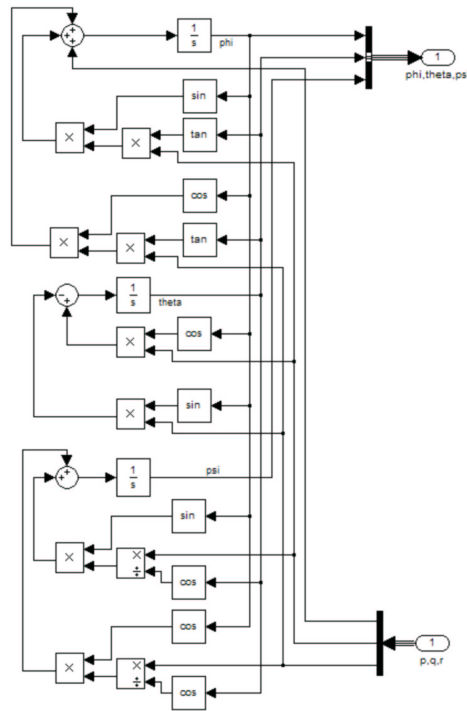 1
s
phi
1
phi,theta,ps
sin
tan
×
×
cos
tan
×
×
1
s
theta
cos
×
sin
×
1
s
psi
sin
×
×
÷
cos
cos
×
×
÷
cos
1
p,q,r